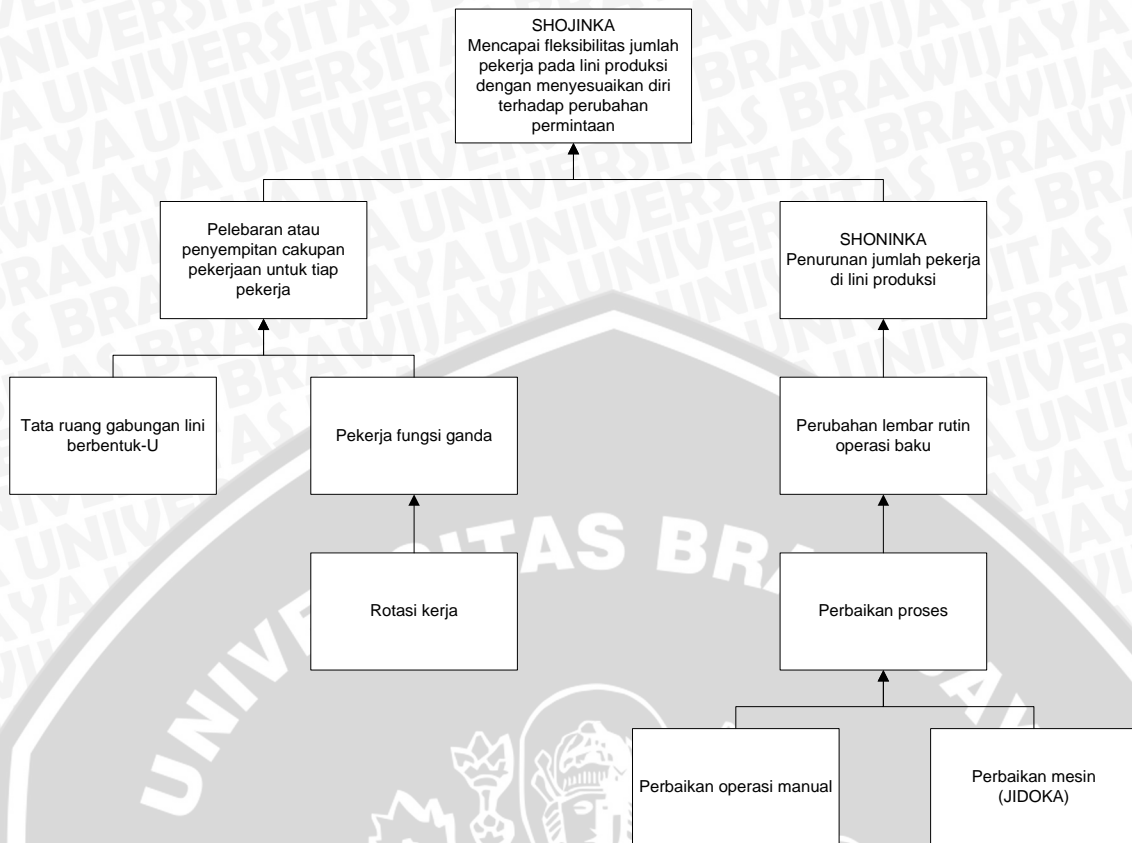 SHOJINKA
Mencapai fleksibilitas jumlah
pekerja pada lini produksi
dengan menyesuaikan diri
terhadap perubahan
permintaan
Pelebaran atau
penyempitan cakupan
pekerjaan untuk tiap
pekerja
SHONINKA
Penurunan jumlah pekerja
di lini produksi
Tata ruang gabungan lini
berbentuk-U
Pekerja fungsi ganda
Perubahan lembar rutin
operasi baku
Rotasi kerja
Perbaikan proses
Perbaikan operasi manual
Perbaikan mesin
(JIDOKA)